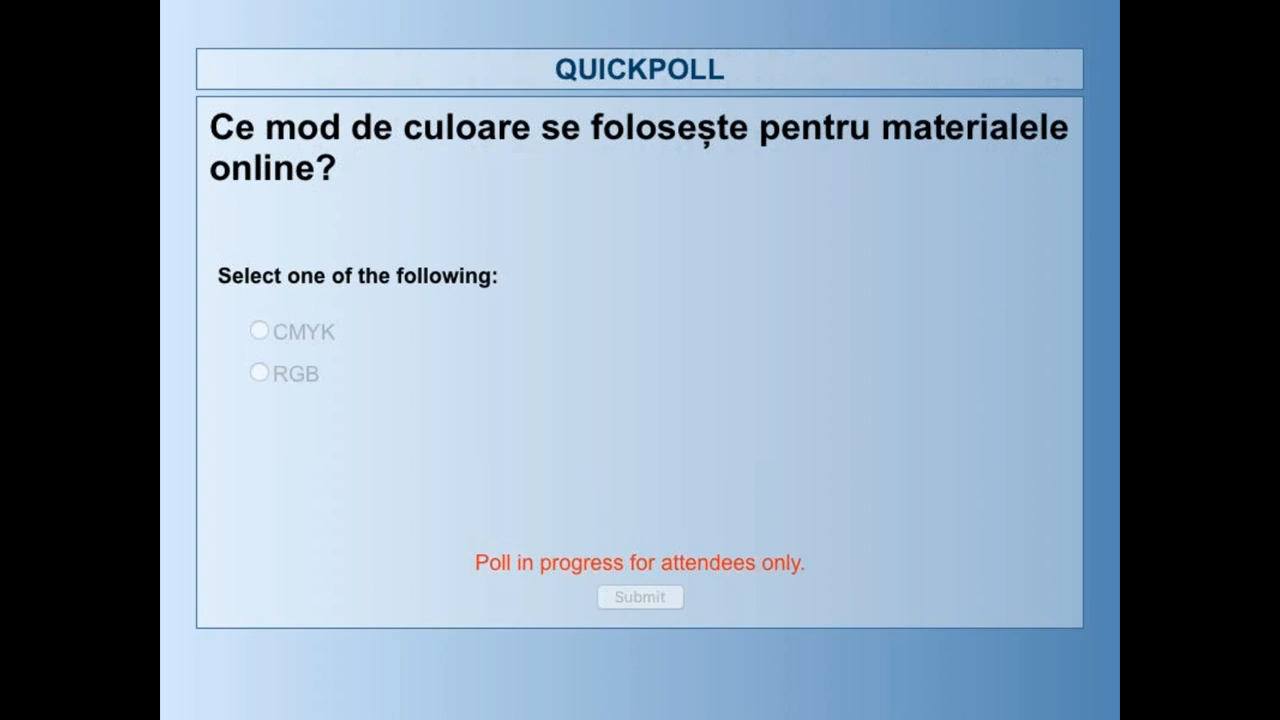 QUICKPOLL
Ce mod de culoare se folosește pentru materialele
online?
Select one of the following:
CMYK
RGB
Poll in progress for attendees only.
Submit